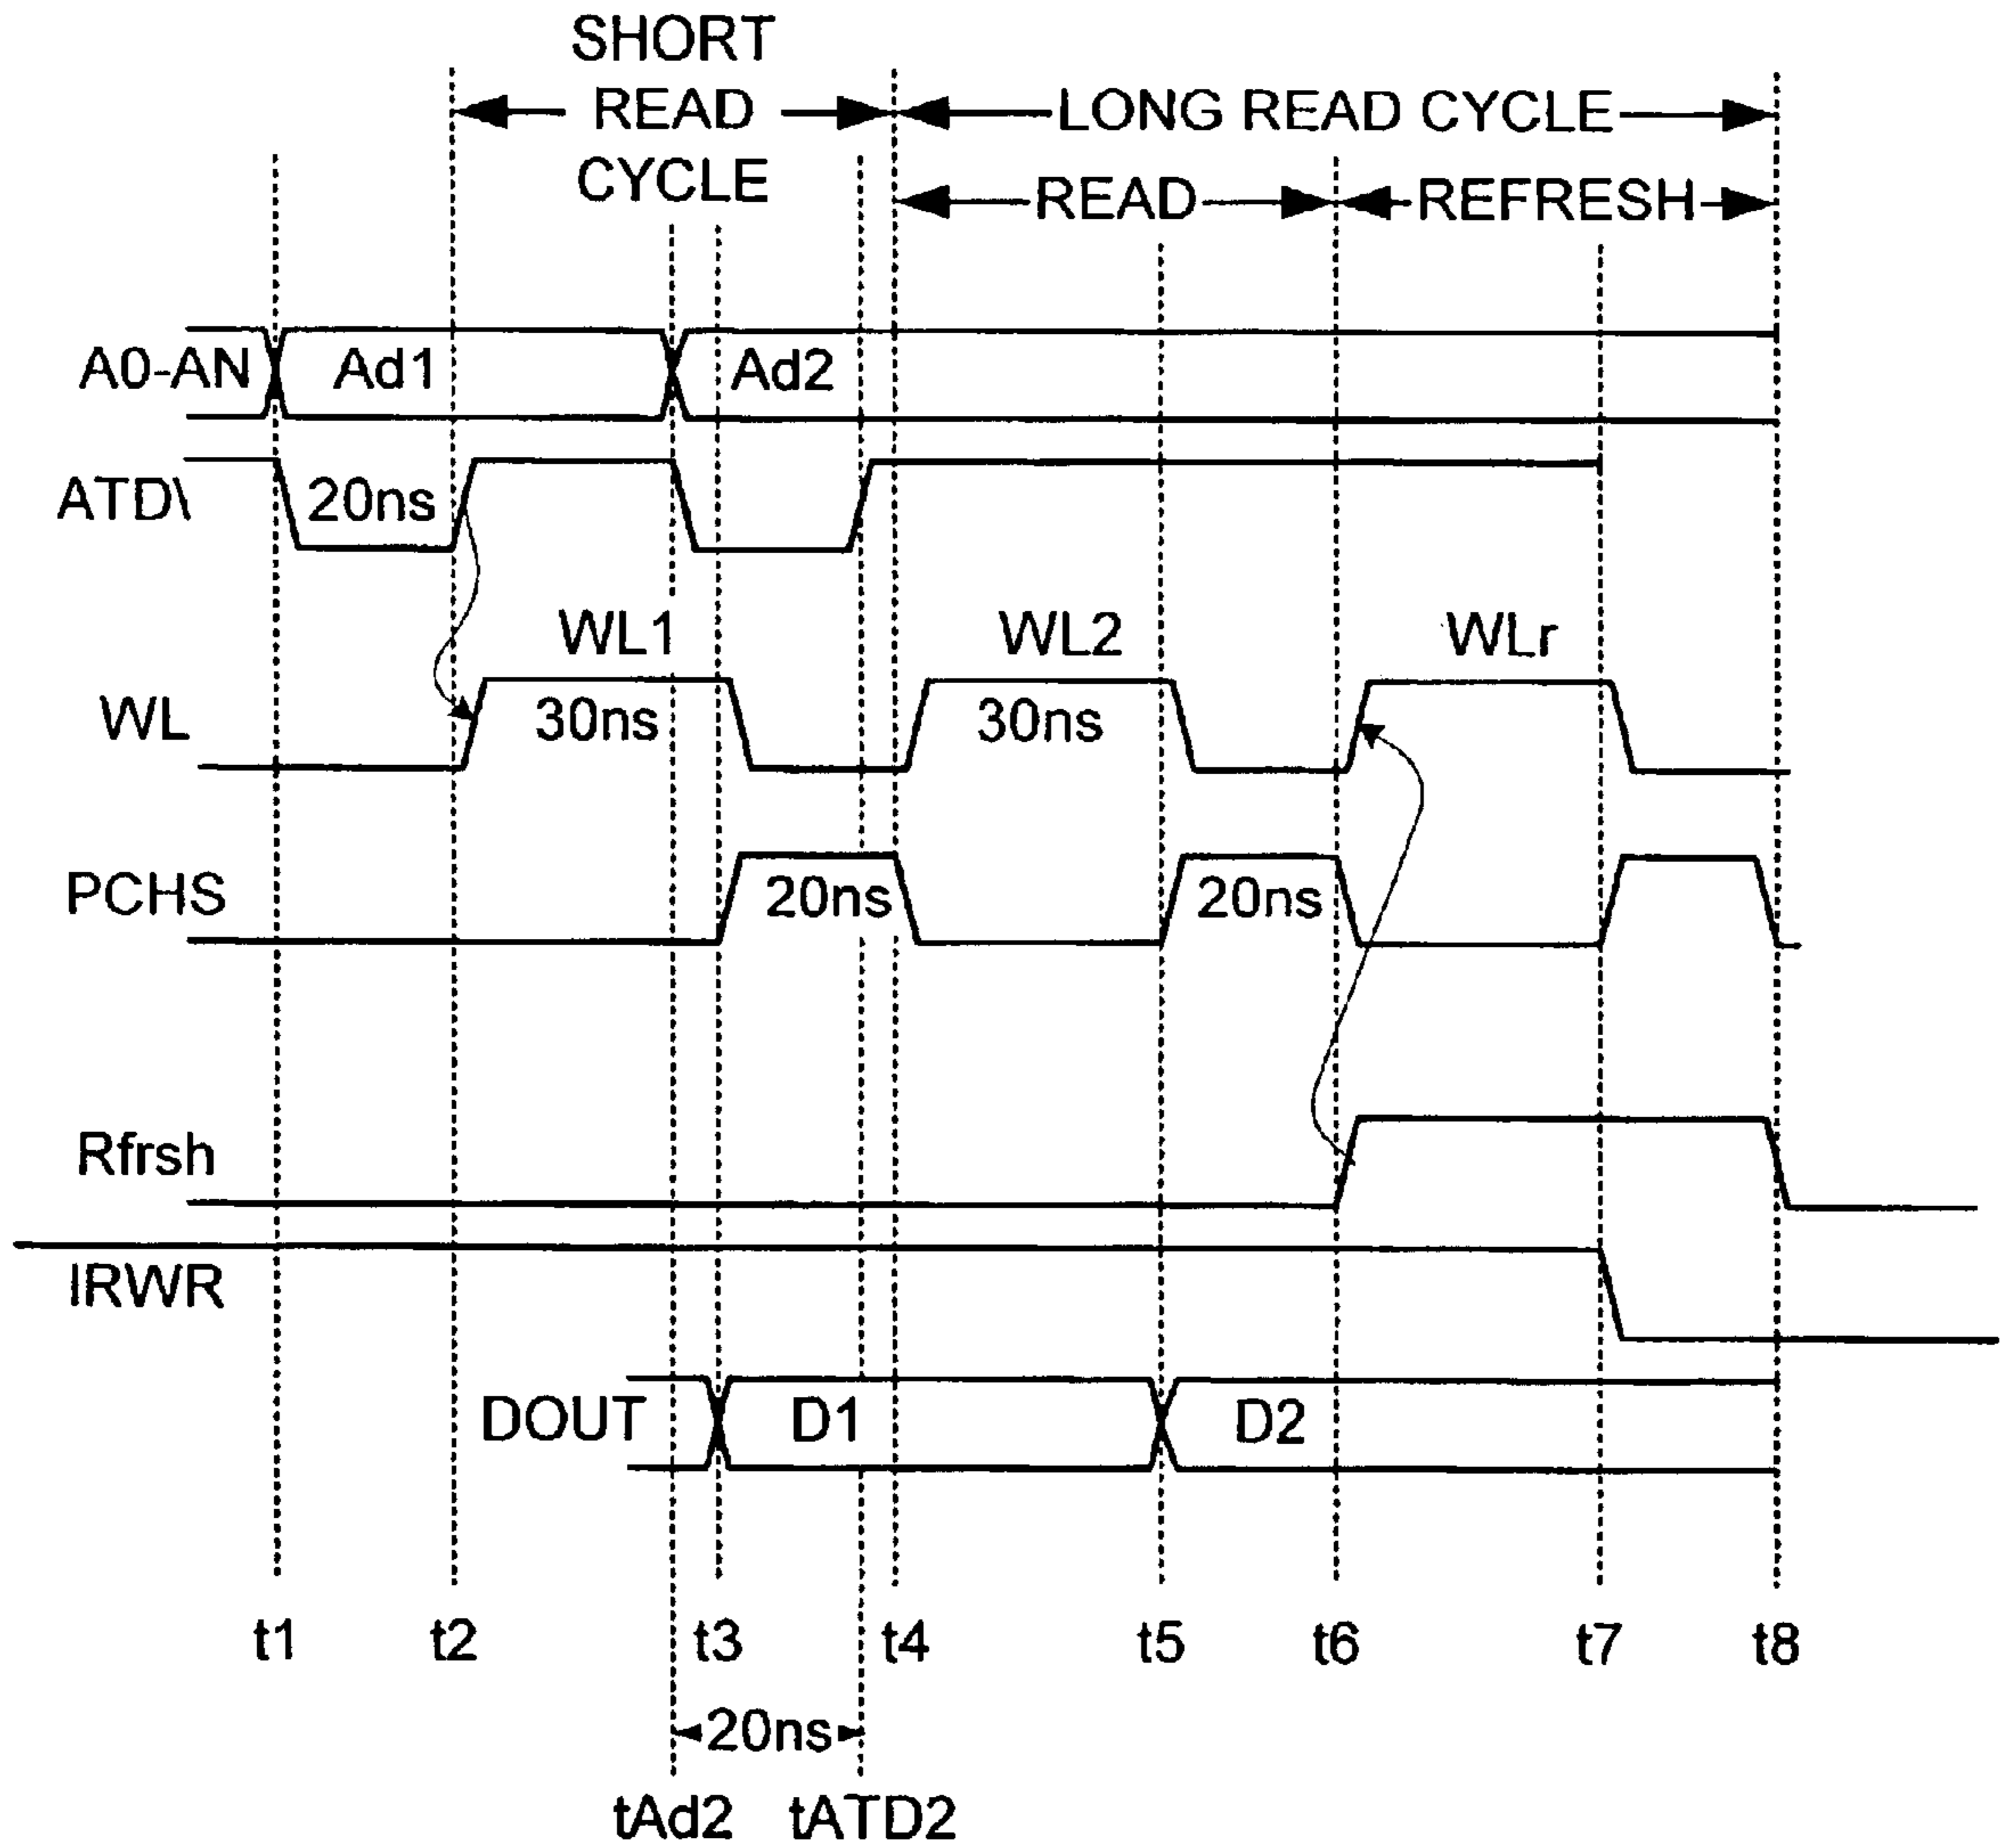 SHORT
READ
CYCLE
LONG READ CYCLE
READ
REFRESH
A0-AN
Ad1
Ad2
ATD\
20ns
WL1
WL2
WLr
WL
30ns
30ns
PCHS
20ns
20ns
Rfrsh
IRWR
DOUT
D1
D2
t1
t2
t3
t4
t5
t6
t7
t8
20ns
tAd2
tATD2